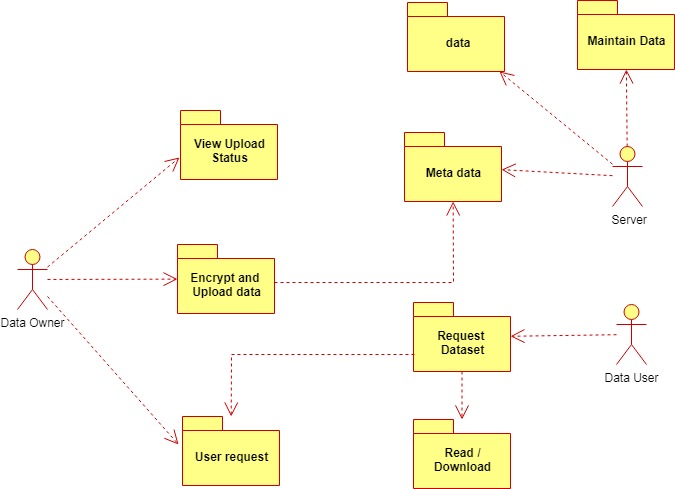 data
Maintain Data
View Upload
Status
Meta data
Server
Encrypt and
Upload data
Data Owner
Request
Dataset
Data User
User request
Read /
Download